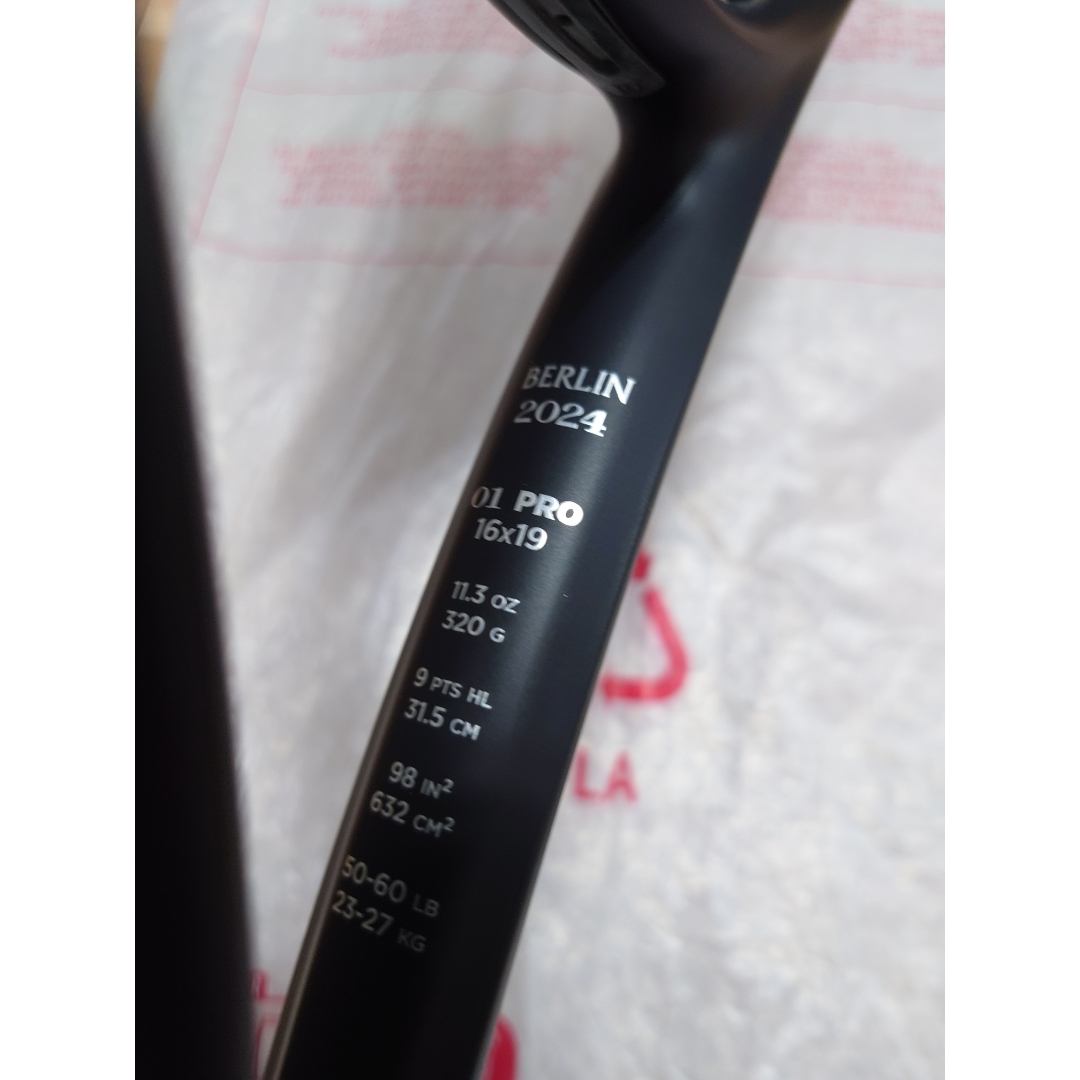 BERLIN
2024
01 PRO
16x19
11.3 OZ
320 G
9 PTS HL
31.5 CM
98 IN²
632 CM²
50-60 LB
23-27 KG
LA